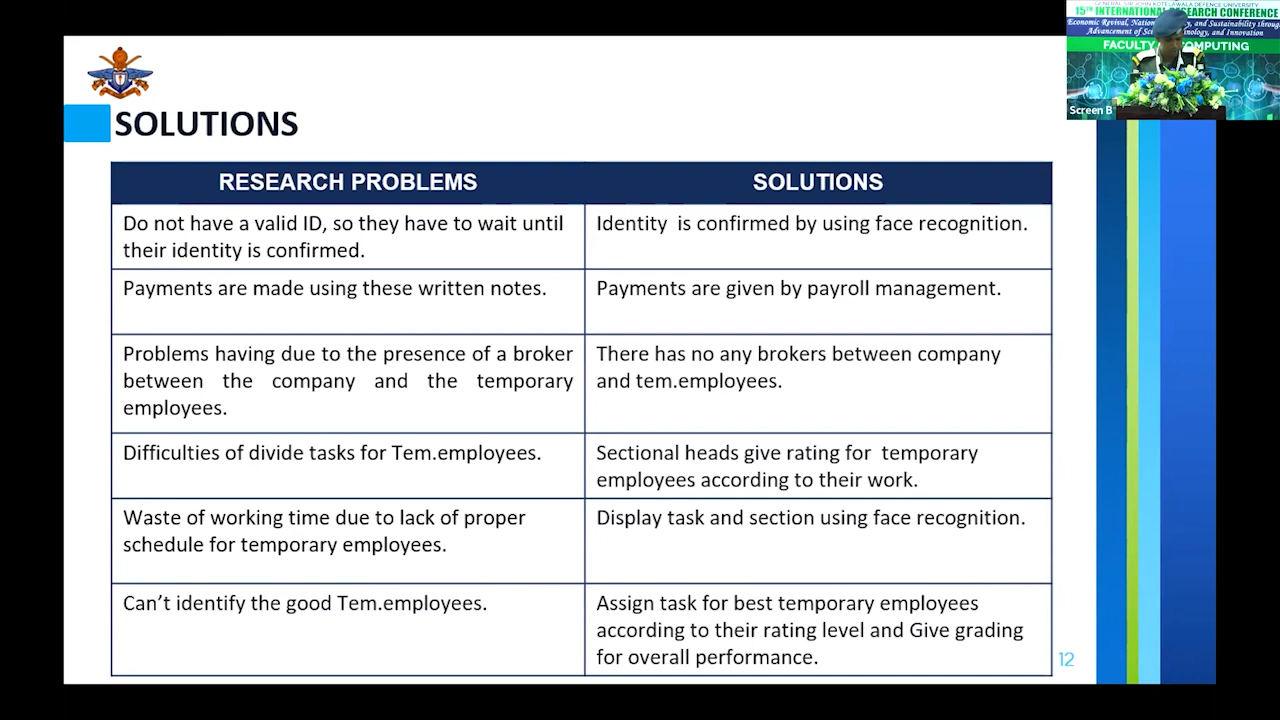 GENERAL SIR JOHN KOTELAWALA DEFENCE UNIVERSITY
15TH INTERNATIONAL RESEARCH CONFERENCE
Economic Revival, National and Sustainability through
Advancement of and Innovation
FACULTY COMPUTING
Screen B
SOLUTIONS
RESEARCH PROBLEMS
SOLUTIONS
Do not have a valid ID, so they have to wait until
their identity is confirmed.
Identity is confirmed by using face recognition.
Payments are made using these written notes.
Payments are given by payroll management.
Problems having due to the presence of a broker
between the company and the temporary
employees.
There has no any brokers between company
and tem.employees.
Difficulties of divide tasks for Tem.employees.
Sectional heads give rating for temporary
employees according to their work.
Waste of working time due to lack of proper
schedule for temporary employees.
Display task and section using face recognition.
Can't identify the good Tem.employees.
Assign task for best temporary employees
according to their rating level and Give grading
for overall performance.
12